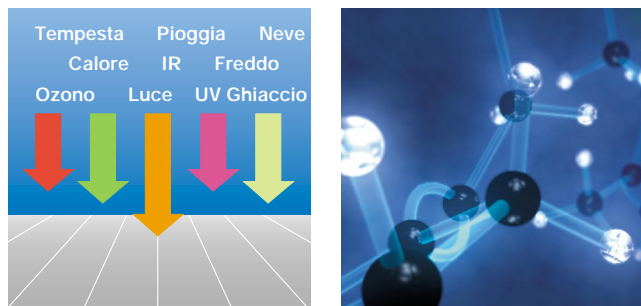 Tempesta Pioggia Neve
Calore IR Freddo
Ozono Luce UV Ghiaccio